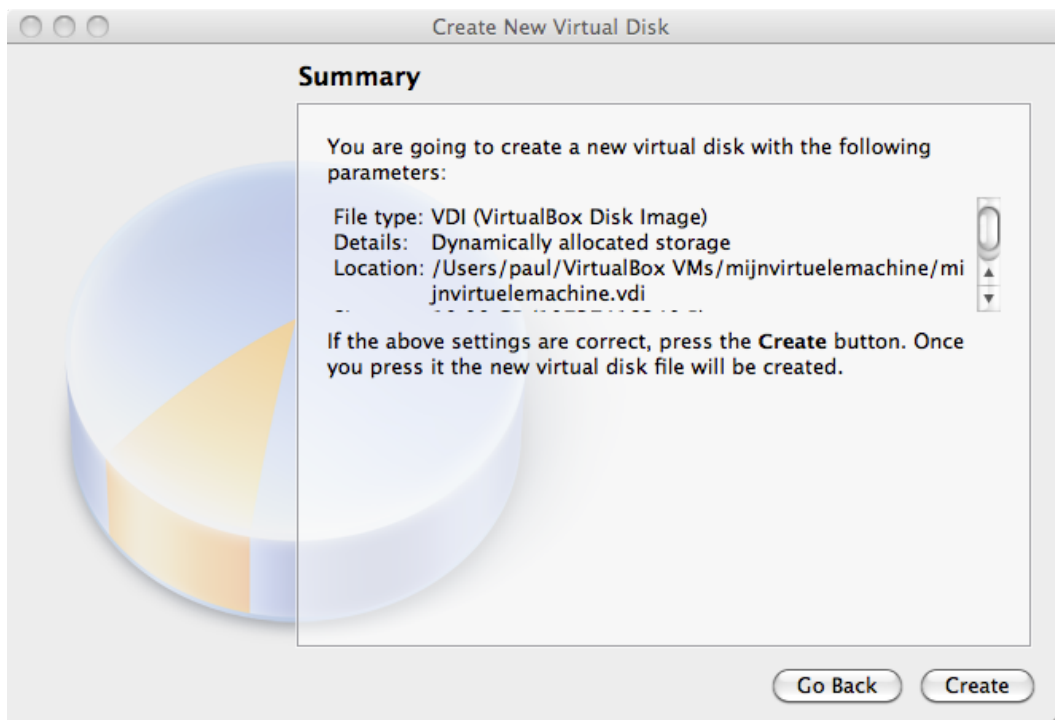 Create New Virtual Disk
Summary
You are going to create a new virtual disk with the following
parameters:
File type: VDI (VirtualBox Disk Image)
Details: Dynamically allocated storage
Location: /Users/paul/VirtualBox VMs/mijnvirtuelemachine/mi
jnvirtuelemachine.vdi
If the above settings are correct, press the Create button. Once
you press it the new virtual disk file will be created.
Go Back Create